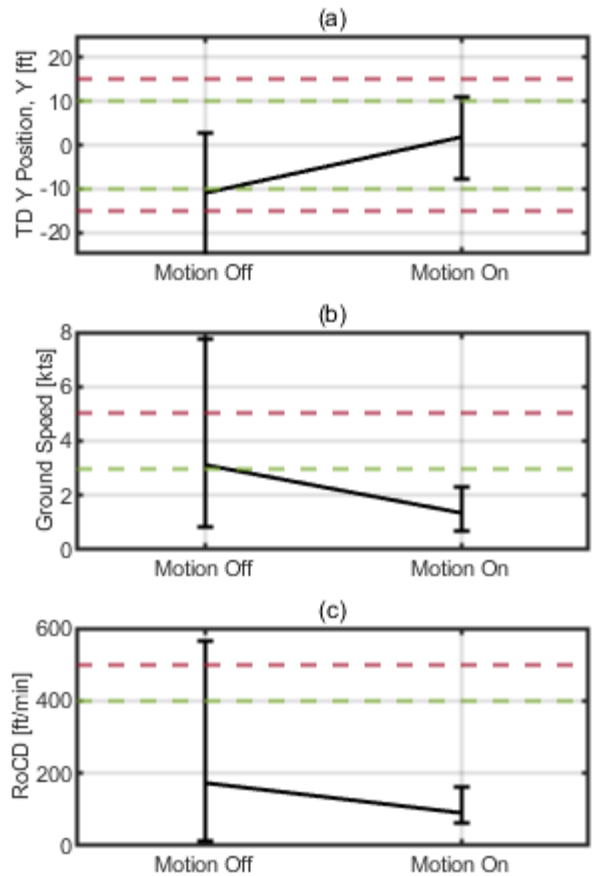 (a)
TD Y Position, Y [ft]
20
10
0
-10
-20
Motion Off Motion On
(b)
Ground Speed [kts]
8
6
4
2
0
Motion Off Motion On
(c)
RoCD [ft/min]
600
400
200
0
Motion Off Motion On